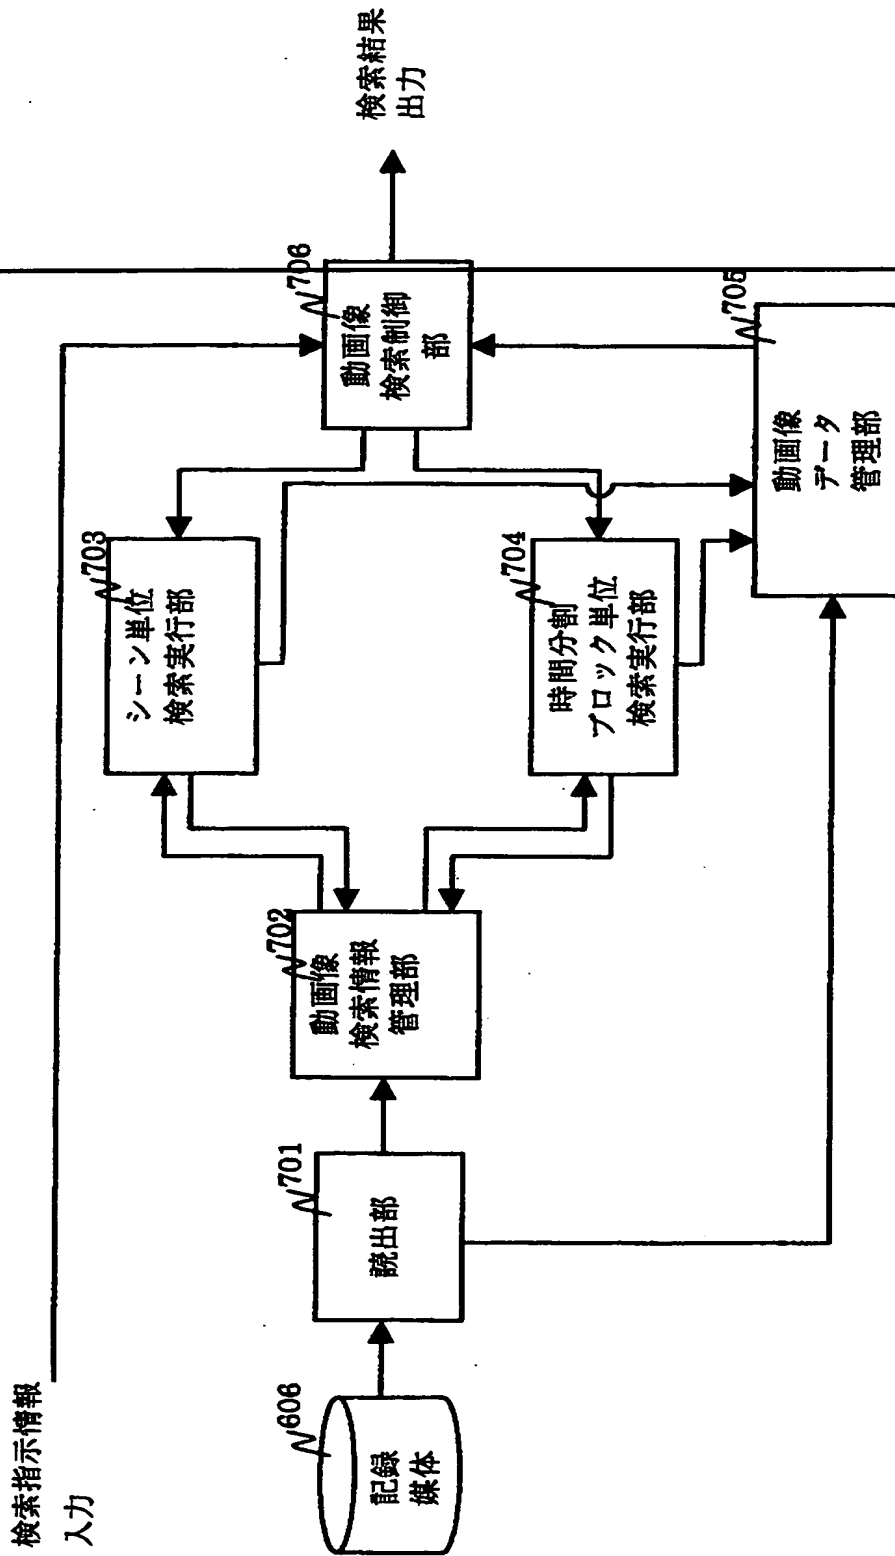 検索指示情報
入力
606
記録
媒体
701
読出部
702
動画像
検索情報
管理部
703
シーン単位
検索実行部
704
時間分割
ブロック単位
検索実行部
705
動画像
データ
管理部
706
動画像
検索制御
部
検索結果
出力